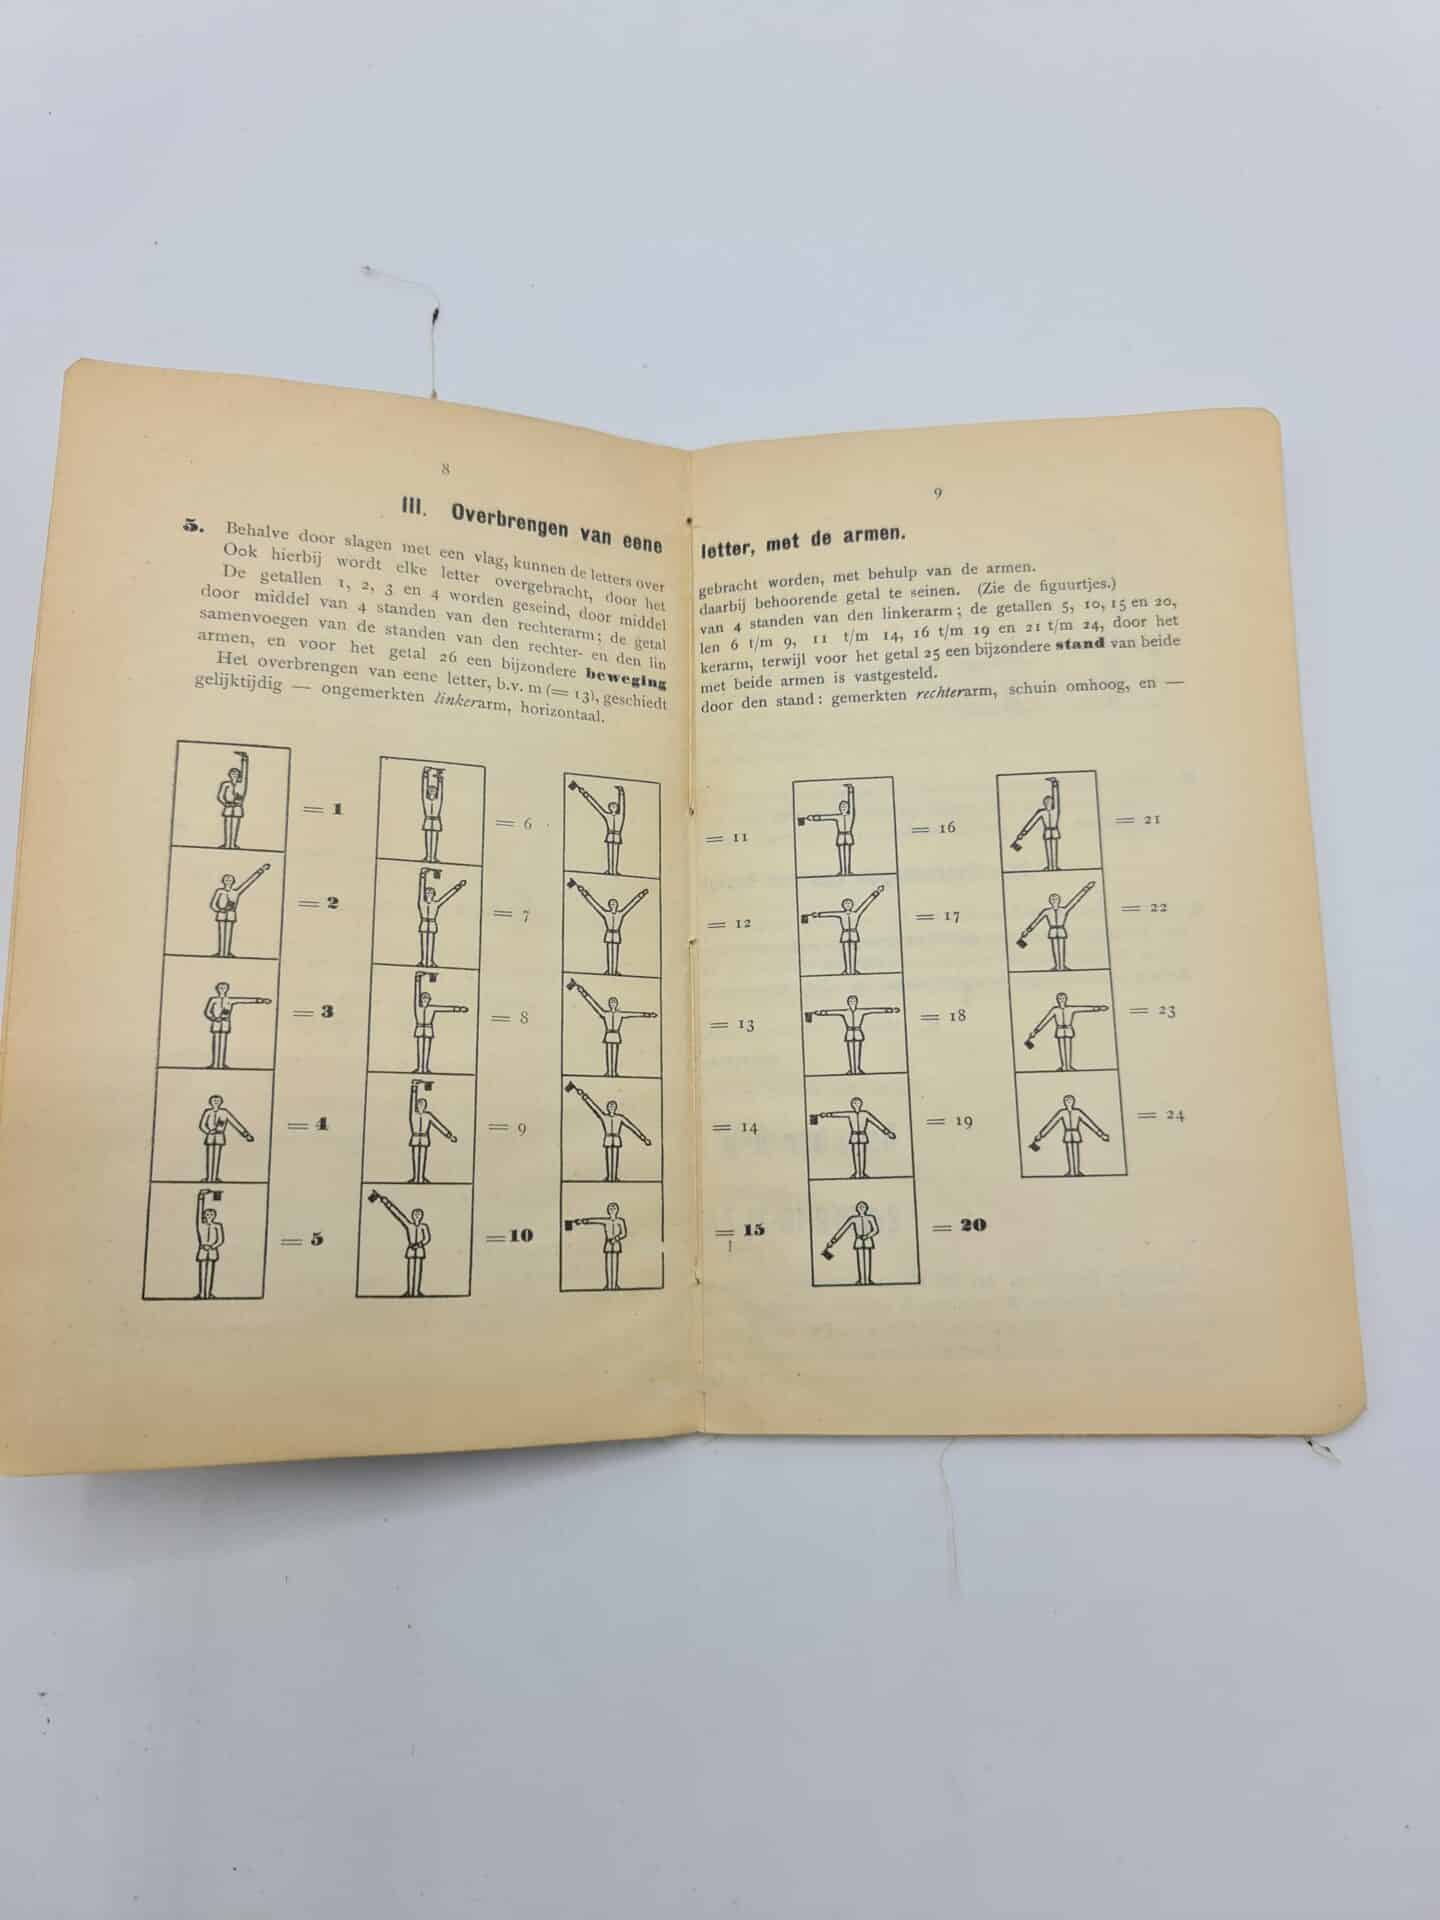 8
9
III. Overbrengen van eene letter, met de armen.
5. Behalve door slagen met een vlag, kunnen de letters over gebracht worden, met behulp van de armen.
Ook hierbij wordt elke letter overgebracht, door het daarbij behoorende getal te seinen. (Zie de figuurtjes.)
De getallen 1, 2, 3 en 4 worden geseind, door middel van 4 standen van den linkerarm; de getallen 5, 10, 15 en 20,
door middel van 4 standen van den rechterarm; de getal len 6 t/m 9, 11 t/m 14, 16 t/m 19 en 21 t/m 24, door het
samenvoegen van de standen van den rechter- en den lin kerarm, terwijl voor het getal 25 een bijzondere stand van beide
armen, en voor het getal 26 een bijzondere beweging met beide armen is vastgesteld.
Het overbrengen van eene letter, b.v. m (= 13), geschiedt door den stand: gemerkten rechterarm, schuin omhoog, en —
gelijktijdig — ongemerkten linkerarm, horizontaal.
= 1
= 2
= 3
= 4
= 5
= 6
= 7
= 8
= 9
= 10
= 11
= 12
= 13
= 14
= 15
= 16
= 17
= 18
= 19
= 20
= 21
= 22
= 23
= 24